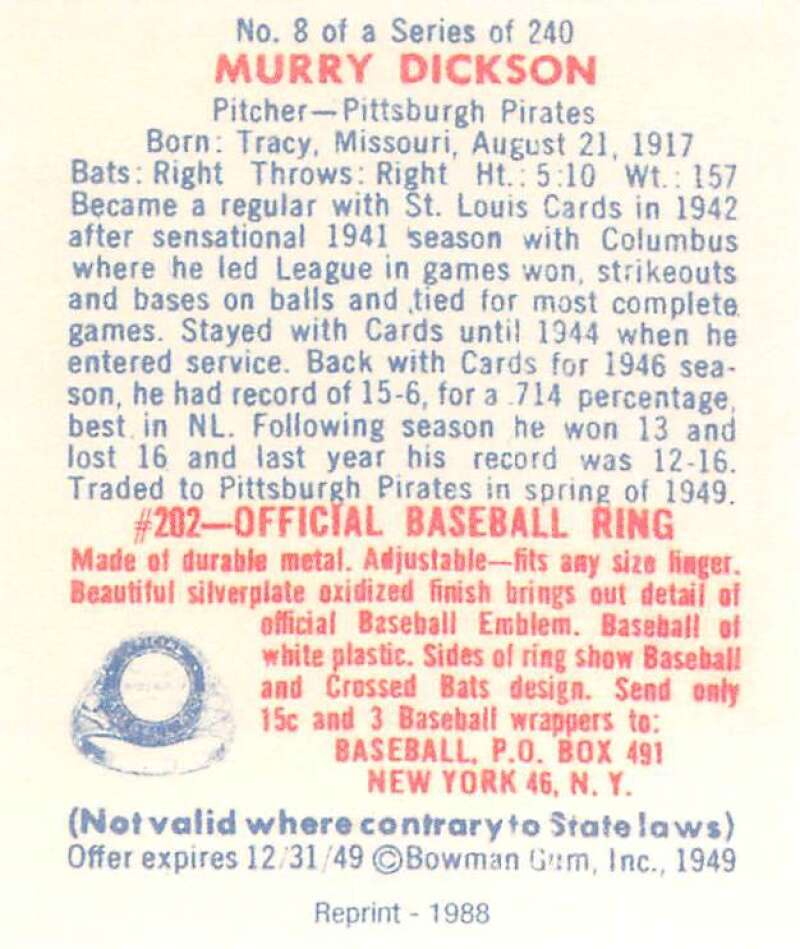 No. 8 of a Series of 240
MURRY DICKSON
Pitcher—Pittsburgh Pirates
Born: Tracy, Missouri, August 21, 1917
Bats: Right Throws: Right Ht.: 5:10 Wt.: 157
Became a regular with St. Louis Cards in 1942
after sensational 1941 season with Columbus
where he led League in games won, strikeouts
and bases on balls and tied for most complete
games. Stayed with Cards until 1944 when he
entered service. Back with Cards for 1946 sea-
son, he had record of 15-6, for a .714 percentage,
best in NL. Following season he won 13 and
lost 16 and last year his record was 12-16.
Traded to Pittsburgh Pirates in spring of 1949.
#202—OFFICIAL BASEBALL RING
Made of durable metal. Adjustable—fits any size finger.
Beautiful silverplate oxidized finish brings out detail of
official Baseball Emblem. Baseball of
white plastic. Sides of ring show Baseball
and Crossed Bats design. Send only
15c and 3 Baseball wrappers to:
BASEBALL, P.O. BOX 491
NEW YORK 46, N. Y.
(Not valid where contrary to State laws)
Offer expires 12/31/49 ©Bowman Gum, Inc., 1949
Reprint - 1988